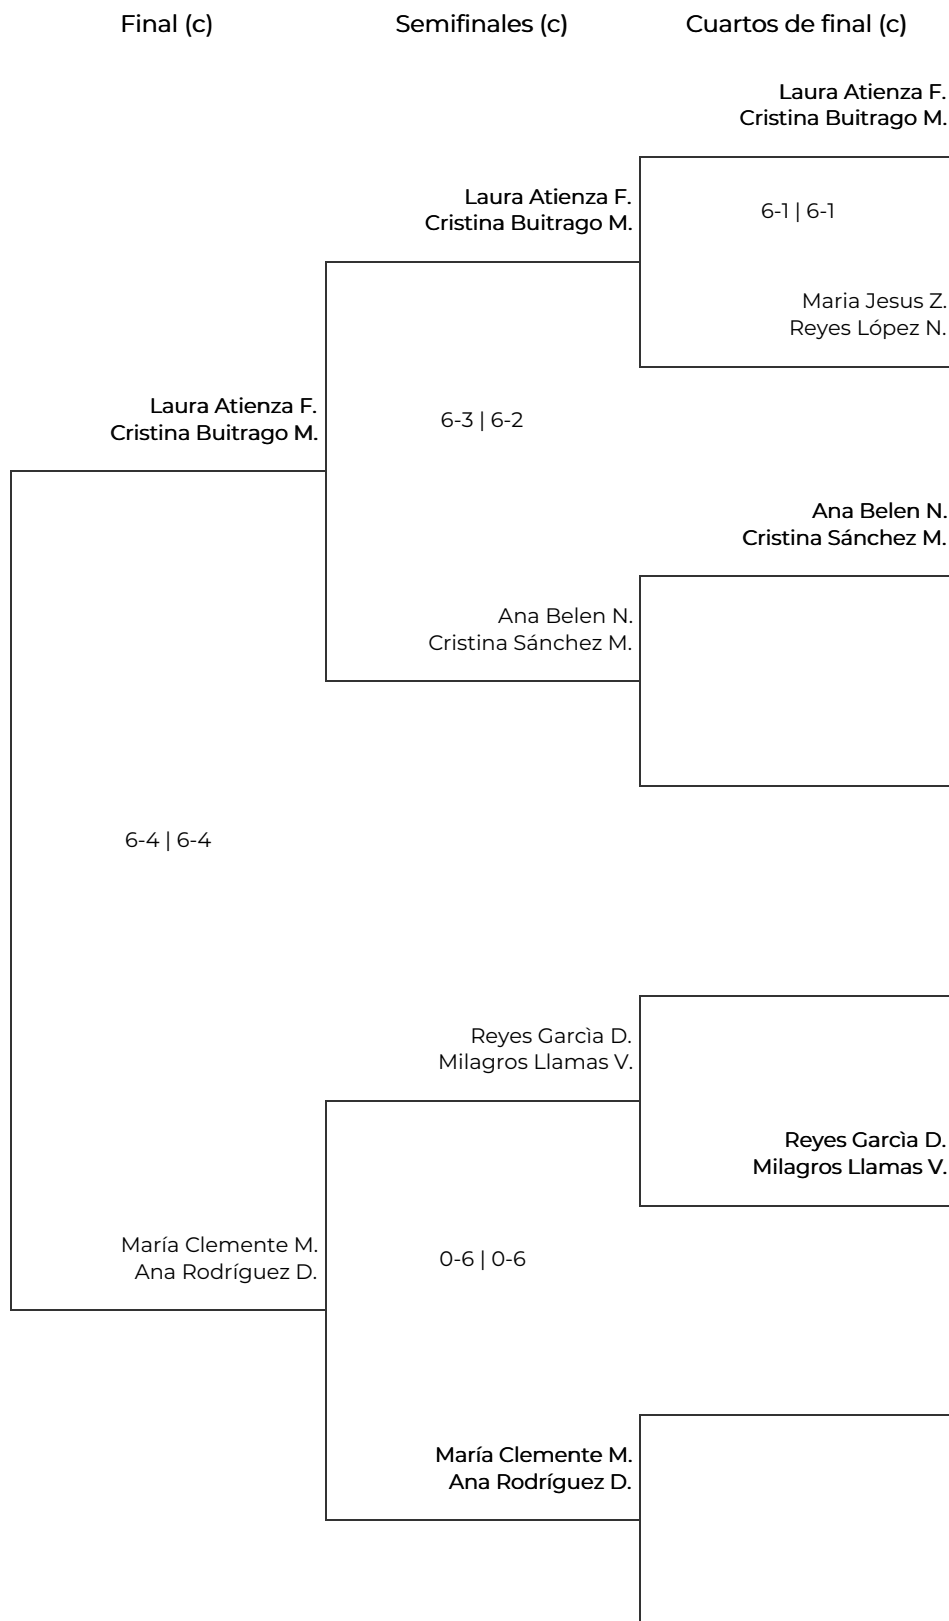 Final (c)
Semifinales (c)
Cuartos de final (c)
Laura Atienza F.
Cristina Buitrago M.
Laura Atienza F.
Cristina Buitrago M.
6-1 | 6-1
Maria Jesus Z.
Reyes López N.
Laura Atienza F.
Cristina Buitrago M.
6-3 | 6-2
Ana Belen N.
Cristina Sánchez M.
Ana Belen N.
Cristina Sánchez M.
6-4 | 6-4
Reyes Garcìa D.
Milagros Llamas V.
Reyes Garcìa D.
Milagros Llamas V.
María Clemente M.
Ana Rodríguez D.
0-6 | 0-6
María Clemente M.
Ana Rodríguez D.